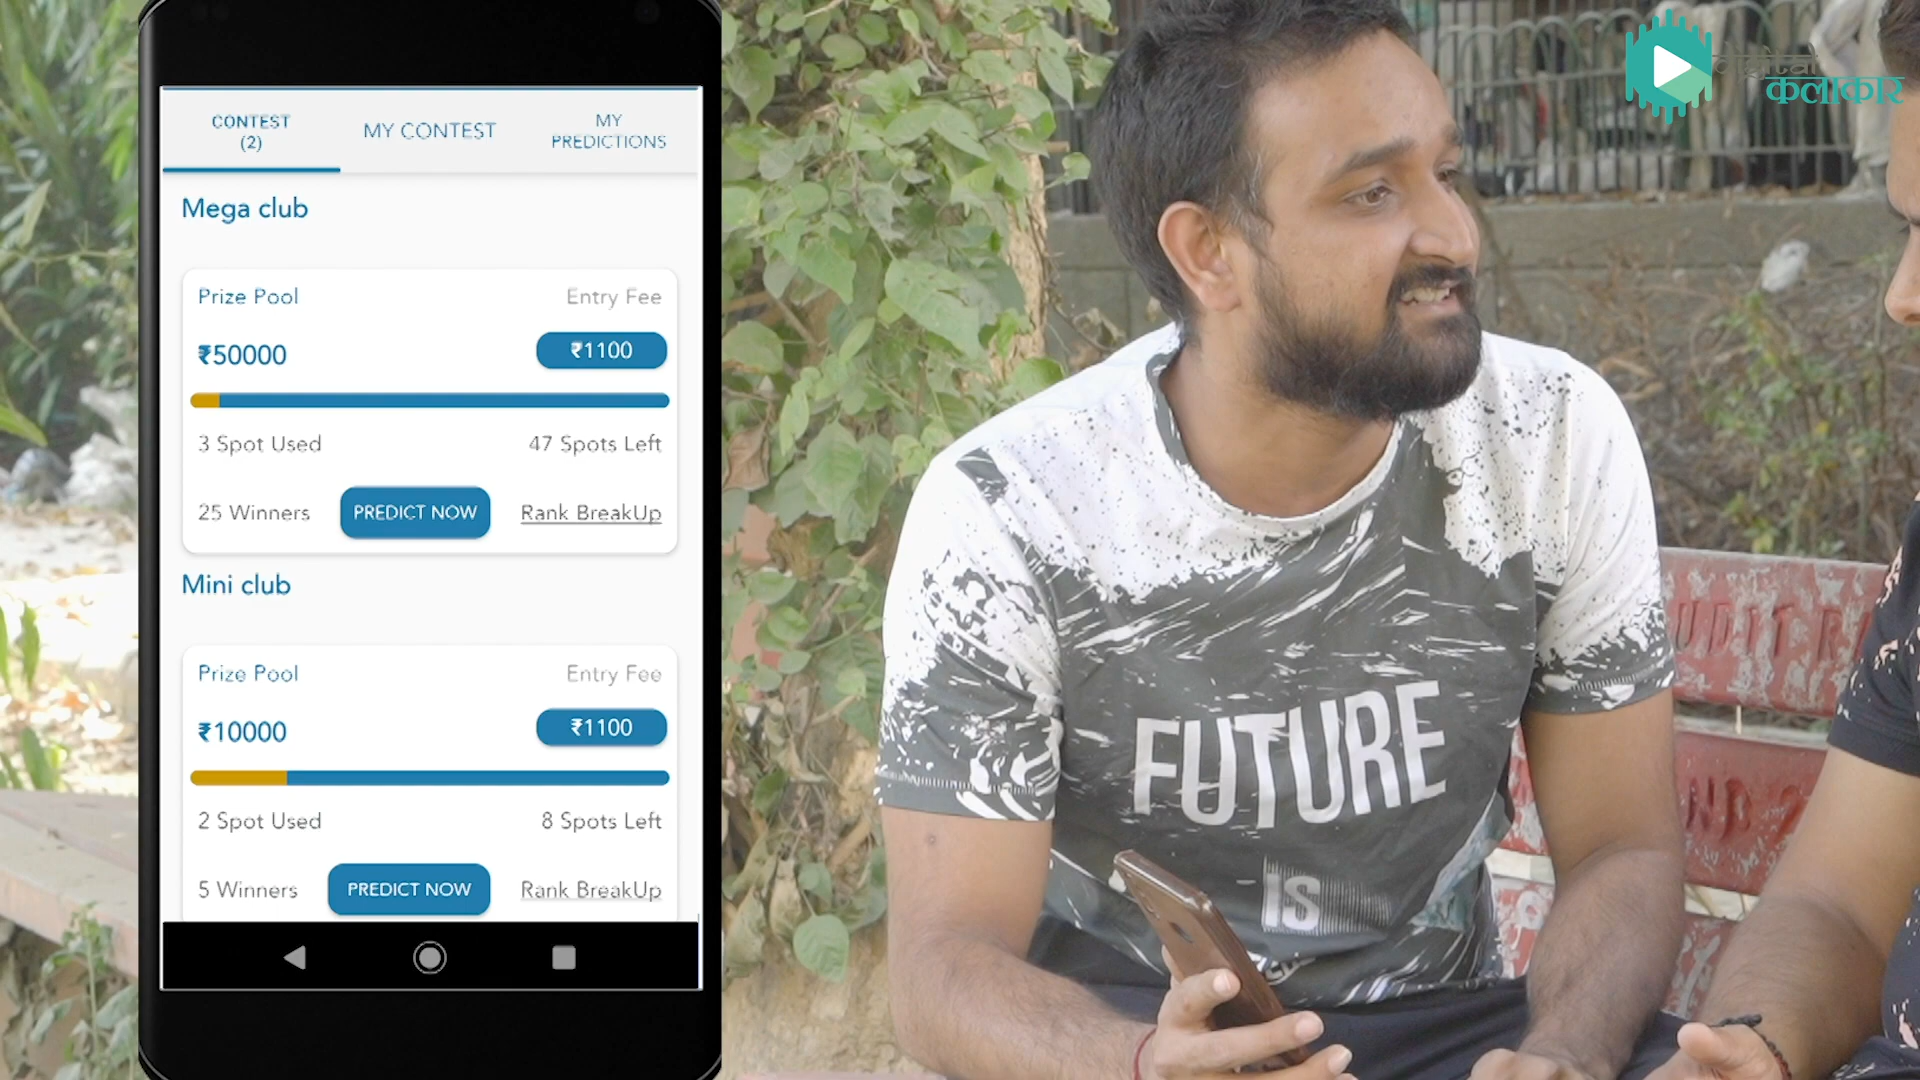 CONTEST
(2)
MY CONTEST
MY
PREDICTIONS
Mega club
Prize Pool
Entry Fee
₹50000
₹1100
3 Spot Used
47 Spots Left
25 Winners
PREDICT NOW
Rank BreakUp
Mini club
Prize Pool
Entry Fee
₹10000
₹1100
2 Spot Used
8 Spots Left
5 Winners
PREDICT NOW
Rank BreakUp
digital
कलाकार
FUTURE
IS